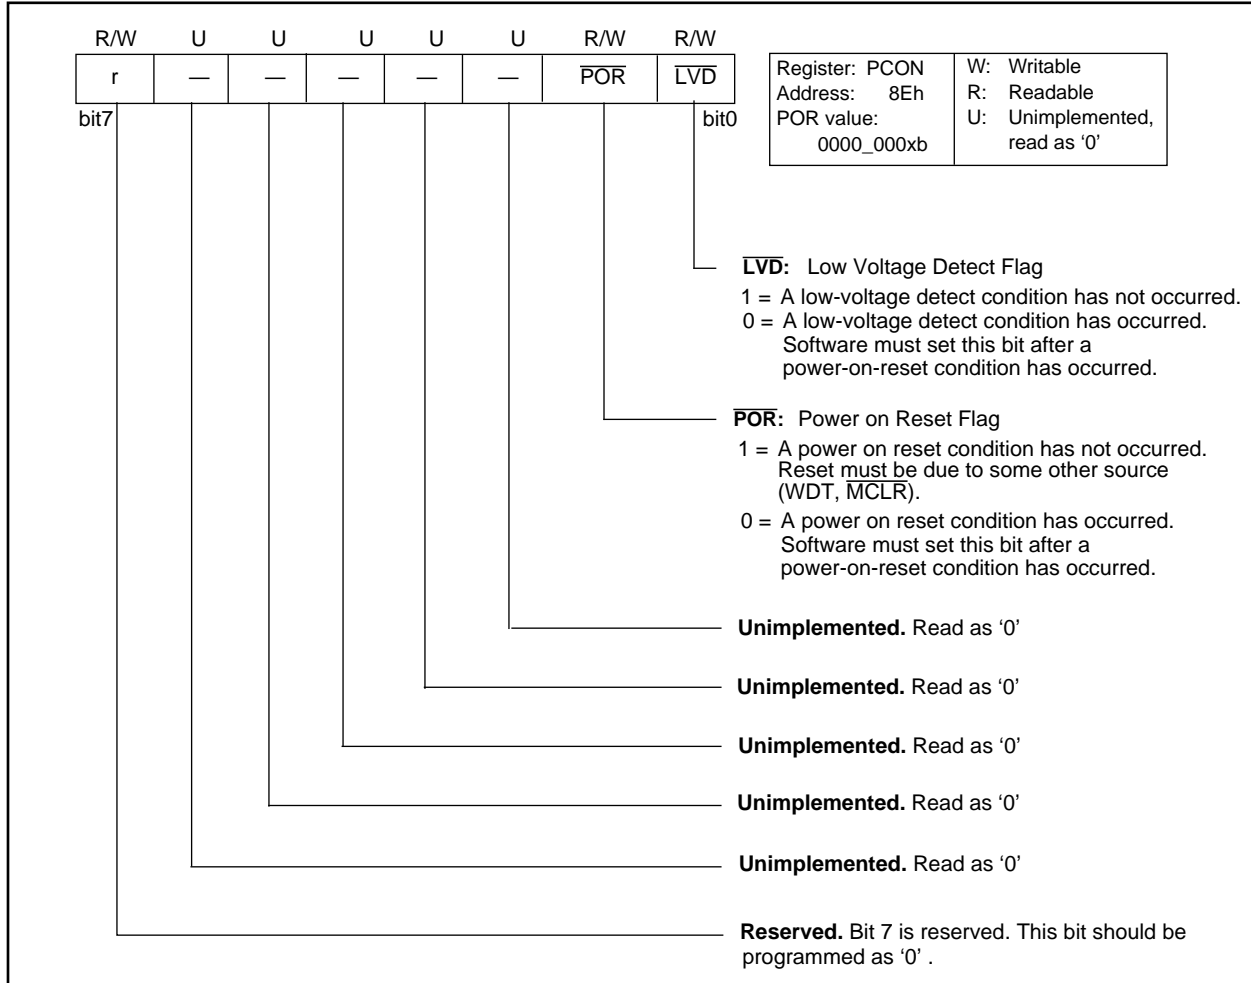 R/W U U U U U R/W R/W
r — — — — — P̅O̅R̅ L̅V̅D̅
bit7 bit0
Register: PCON
Address: 8Eh
POR value:
0000_000xb
W: Writable
R: Readable
U: Unimplemented,
read as ‘0’
L̅V̅D̅: Low Voltage Detect Flag
1 = A low-voltage detect condition has not occurred.
0 = A low-voltage detect condition has occurred.
Software must set this bit after a
power-on-reset condition has occurred.
P̅O̅R̅: Power on Reset Flag
1 = A power on reset condition has not occurred.
Reset must be due to some other source
(WDT, M̅C̅L̅R̅).
0 = A power on reset condition has occurred.
Software must set this bit after a
power-on-reset condition has occurred.
Unimplemented. Read as ‘0’
Unimplemented. Read as ‘0’
Unimplemented. Read as ‘0’
Unimplemented. Read as ‘0’
Unimplemented. Read as ‘0’
Reserved. Bit 7 is reserved. This bit should be
programmed as ‘0’ .